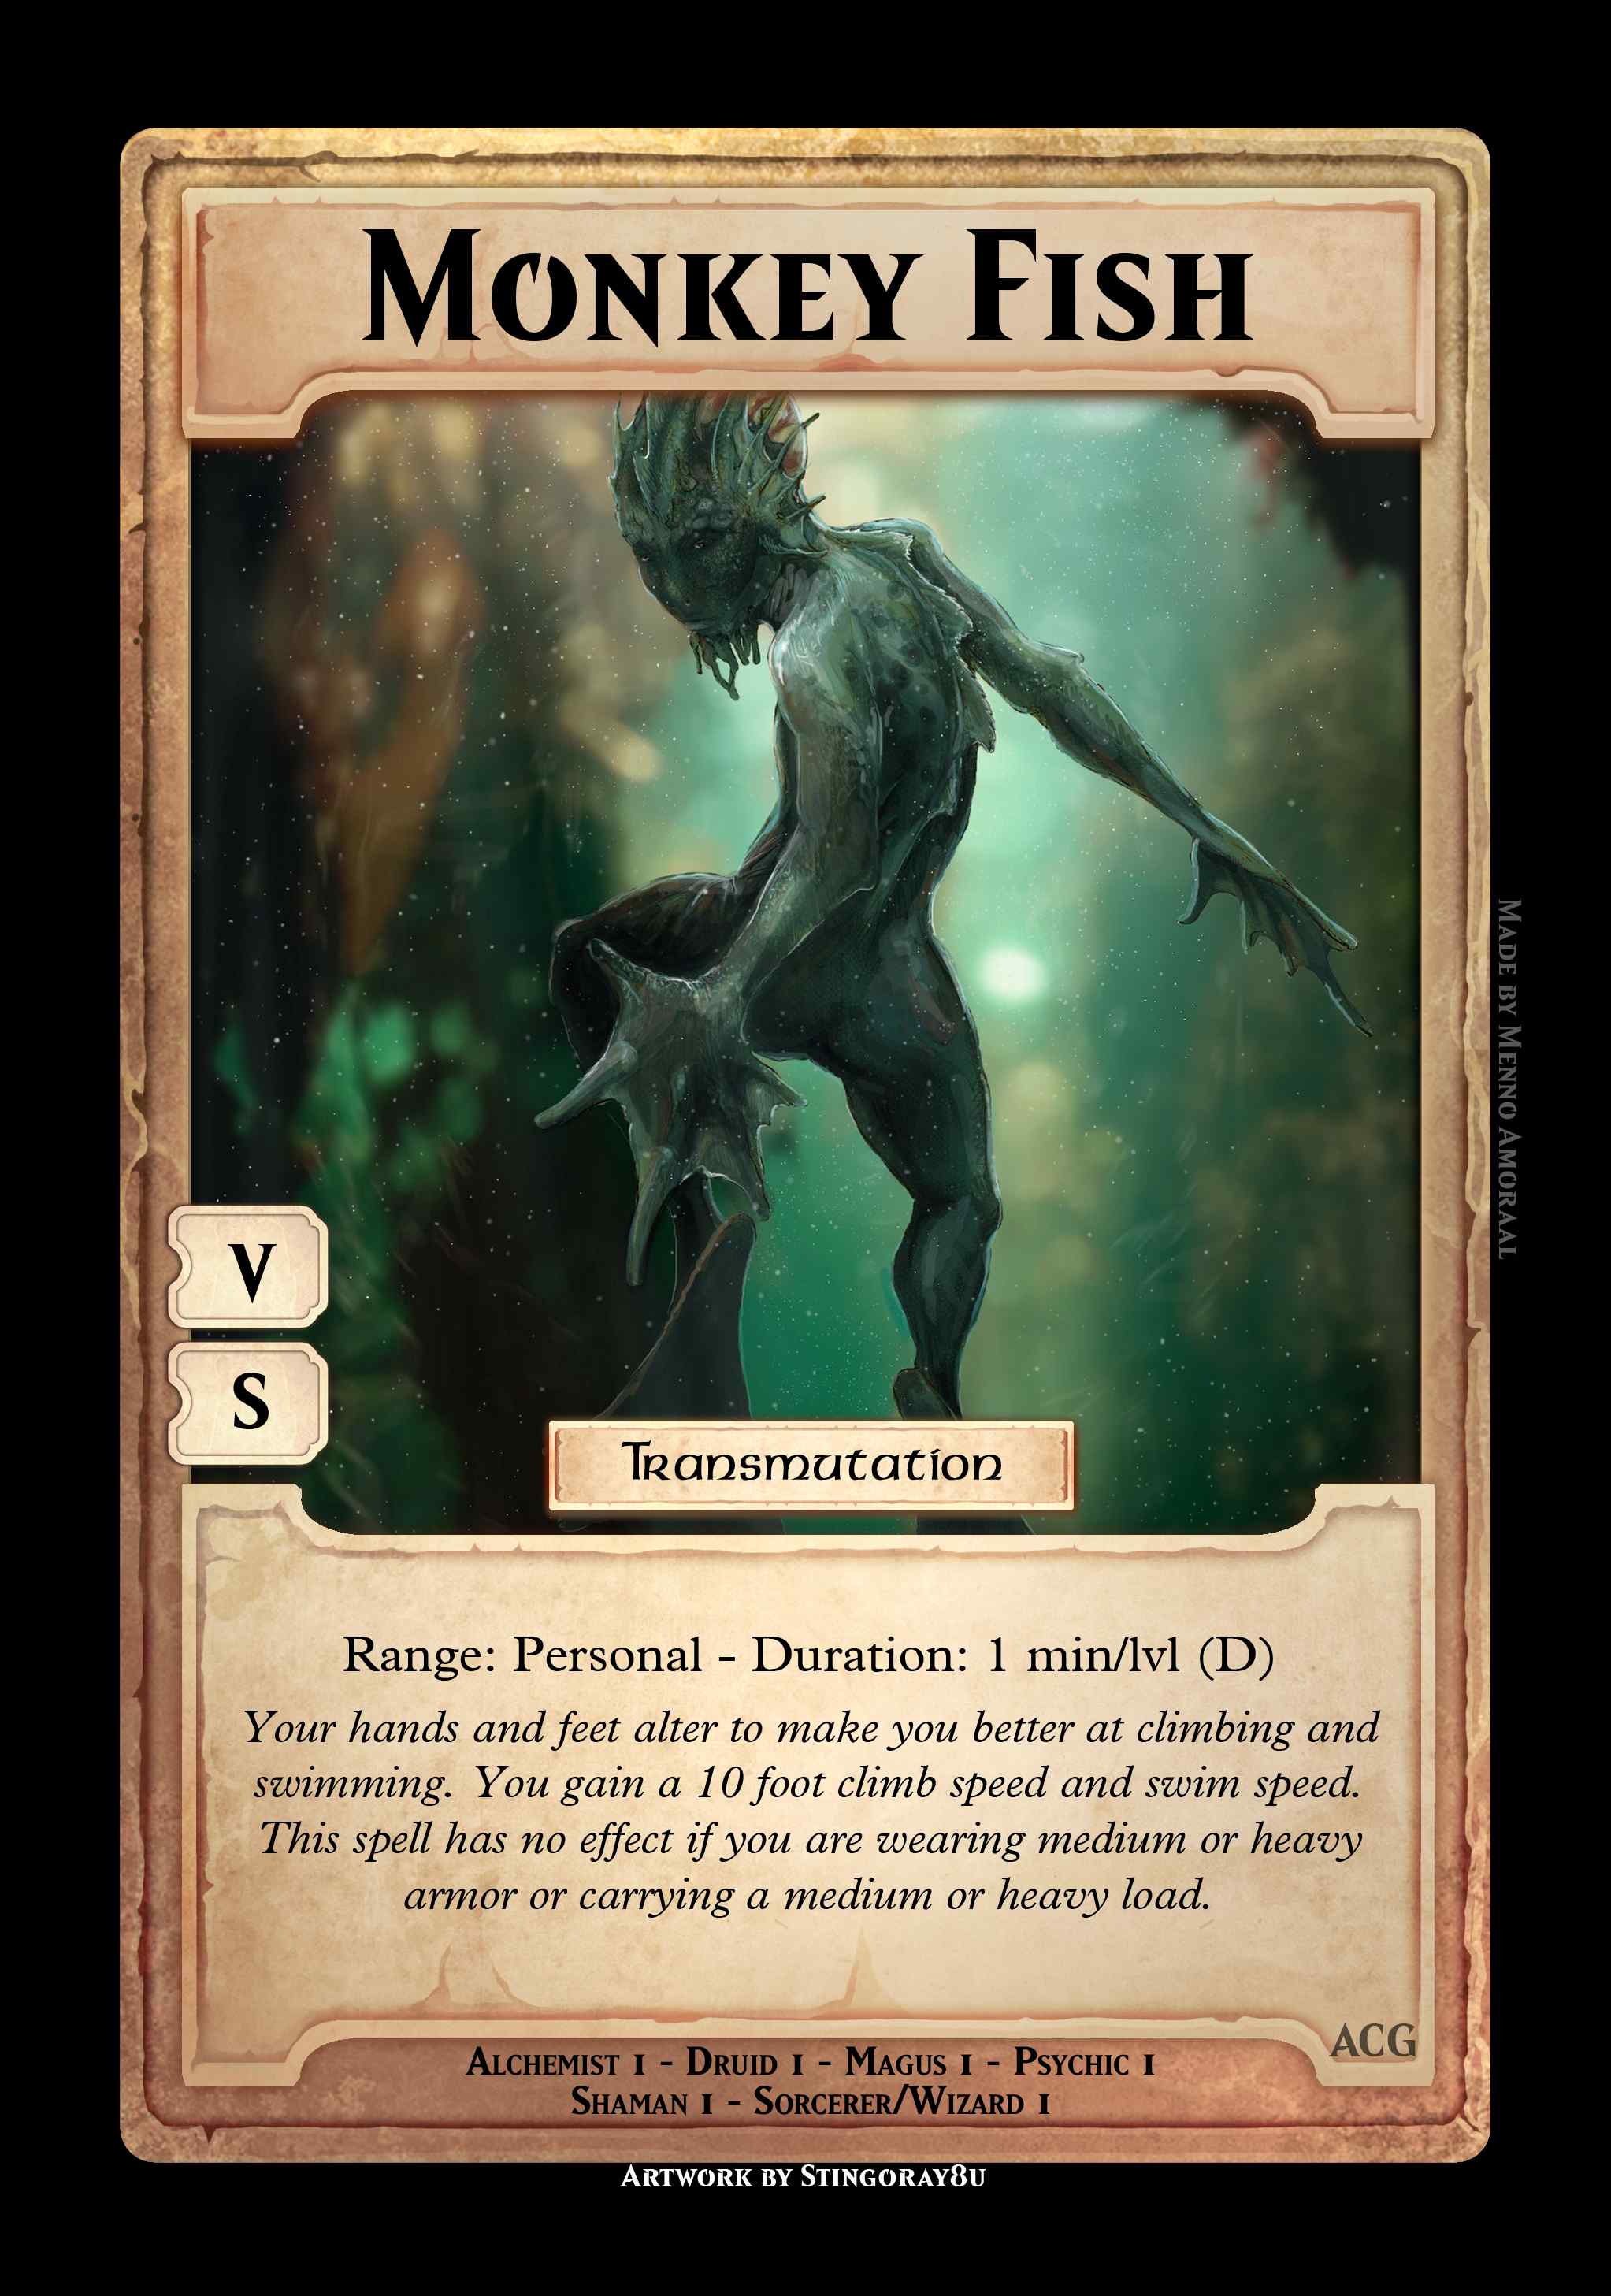 Monkey Fish
V
S
Transmutation
Range: Personal - Duration: 1 min/lvl (D)
Your hands and feet alter to make you better at climbing and
swimming. You gain a 10 foot climb speed and swim speed.
This spell has no effect if you are wearing medium or heavy
armor or carrying a medium or heavy load.
ACG
Alchemist 1 - Druid 1 - Magus 1 - Psychic 1
Shaman 1 - Sorcerer/Wizard 1
Artwork by Stingoray8u
Made by Menno Amoraal